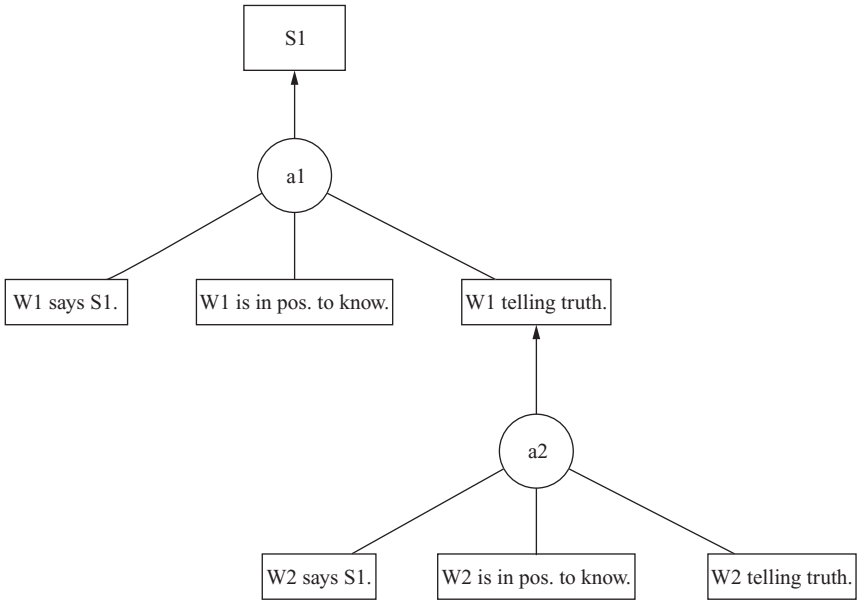 S1
a1
W1 says S1.
W1 is in pos. to know.
W1 telling truth.
a2
W2 says S1.
W2 is in pos. to know.
W2 telling truth.